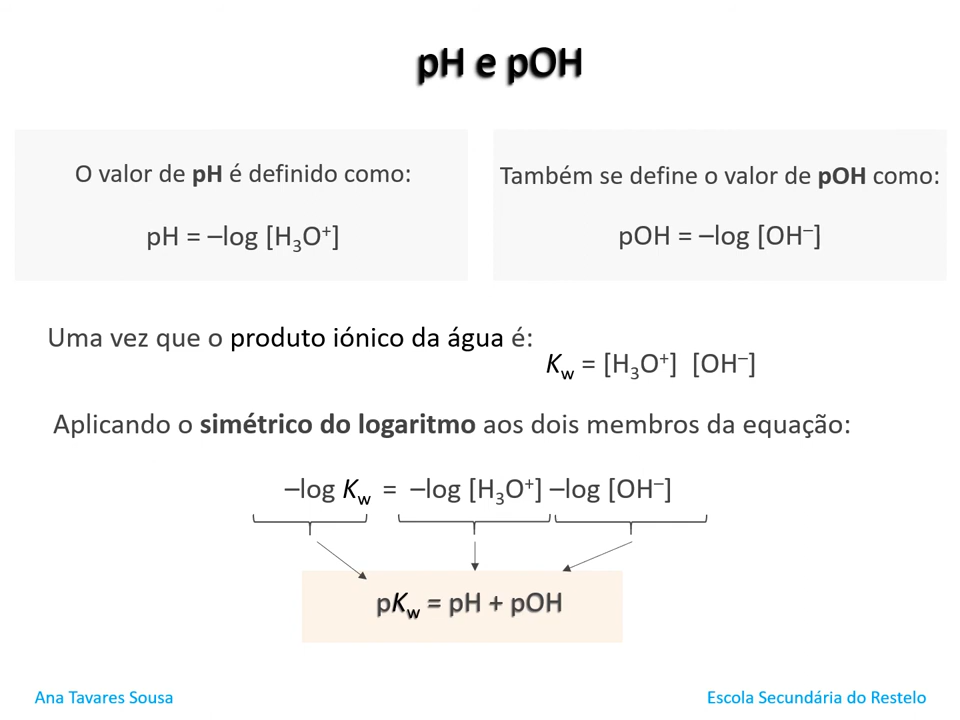 pH e pOH
O valor de pH é definido como:
pH = –log [H₃O⁺]
Também se define o valor de pOH como:
pOH = –log [OH⁻]
Uma vez que o produto iónico da água é:
Kw = [H₃O⁺] [OH⁻]
Aplicando o simétrico do logaritmo aos dois membros da equação:
–log Kw = –log [H₃O⁺] –log [OH⁻]
pKw = pH + pOH
Ana Tavares Sousa
Escola Secundária do Restelo